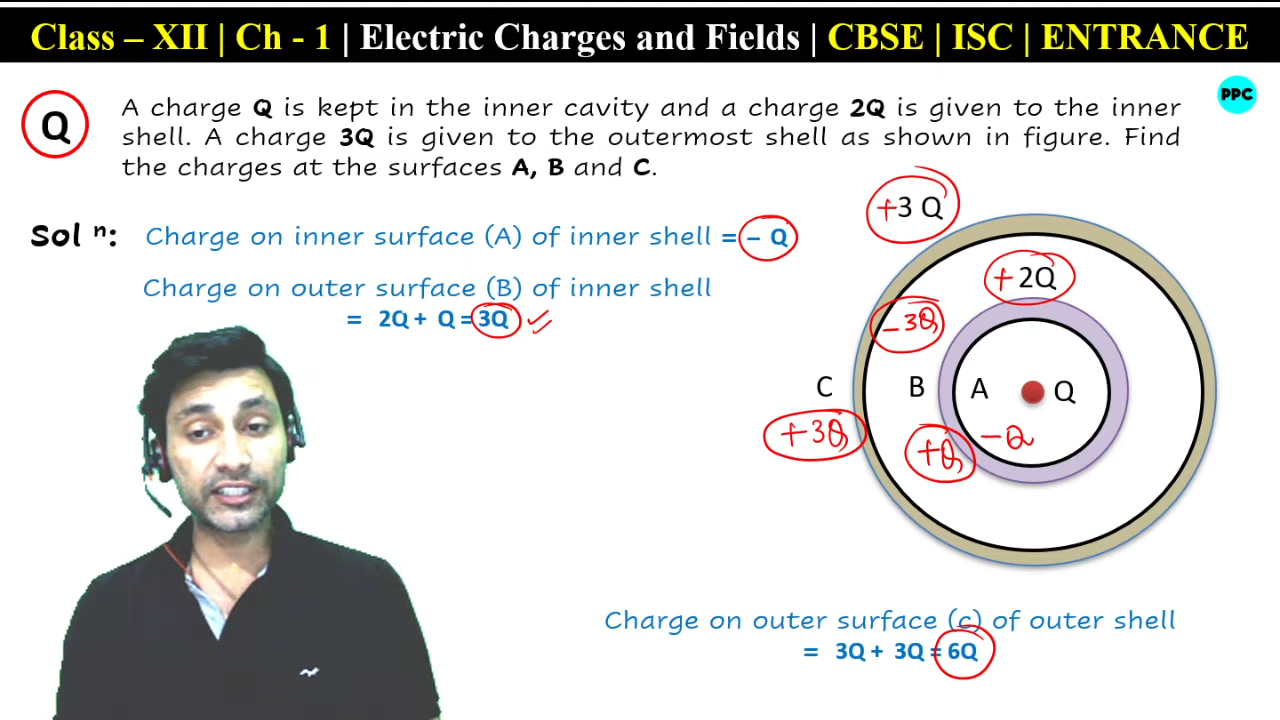 Class – XII | Ch - 1 | Electric Charges and Fields | CBSE | ISC | ENTRANCE
PPC
Q
A charge Q is kept in the inner cavity and a charge 2Q is given to the inner
shell. A charge 3Q is given to the outermost shell as shown in figure. Find
the charges at the surfaces A, B and C.
Sol ⁿ:
Charge on inner surface (A) of inner shell = – Q
Charge on outer surface (B) of inner shell
= 2Q + Q = 3Q
+3 Q
+ 2Q
-3Q
C
B
A
Q
+3Q
+Q
-Q
Charge on outer surface (c) of outer shell
= 3Q + 3Q = 6Q